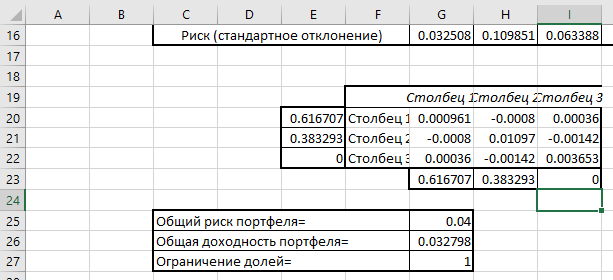 A B C D E F G H I
16 Риск (стандартное отклонение) 0.032508 0.109851 0.063388
17
18
19 Столбец 1 Столбец 2 Столбец 3
20 0.616707 Столбец 1 0.000961 -0.0008 0.00036
21 0.383293 Столбец 2 -0.0008 0.01097 -0.00142
22 0 Столбец 3 0.00036 -0.00142 0.003653
23 0.616707 0.383293 0
24
25 Общий риск портфеля= 0.04
26 Общая доходность портфеля= 0.032798
27 Ограничение долей= 1